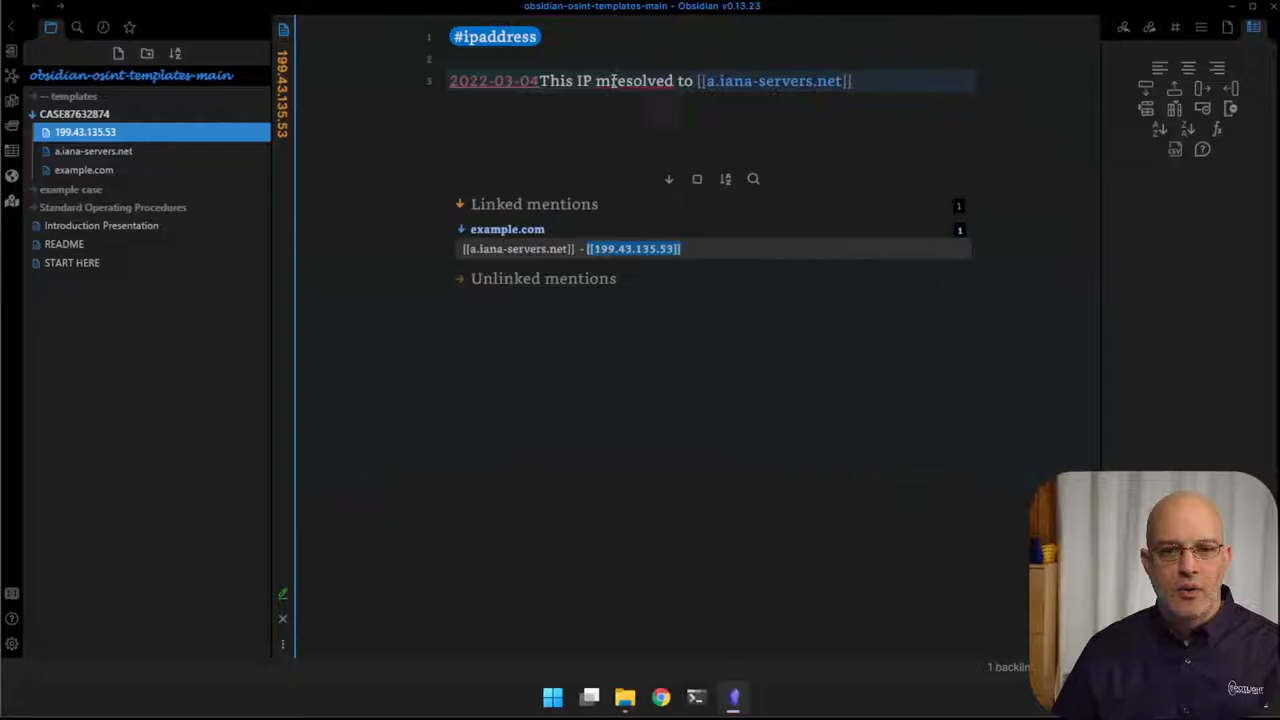 obsidian-osint-templates-main - Obsidian v0.13.23
obsidian-osint-templates-main
-- templates
CASE87632874
199.43.135.53
a.iana-servers.net
example.com
example case
Standard Operating Procedures
Introduction Presentation
README
START HERE
199.43.135.53
1
#ipaddress
2
3
2022-03-04This IP mresolved to [[a.iana-servers.net]]
Linked mentions
1
example.com
1
[[a.iana-servers.net]] - [[199.43.135.53]]
Unlinked mentions
1 backlin
SPOTLIGHT